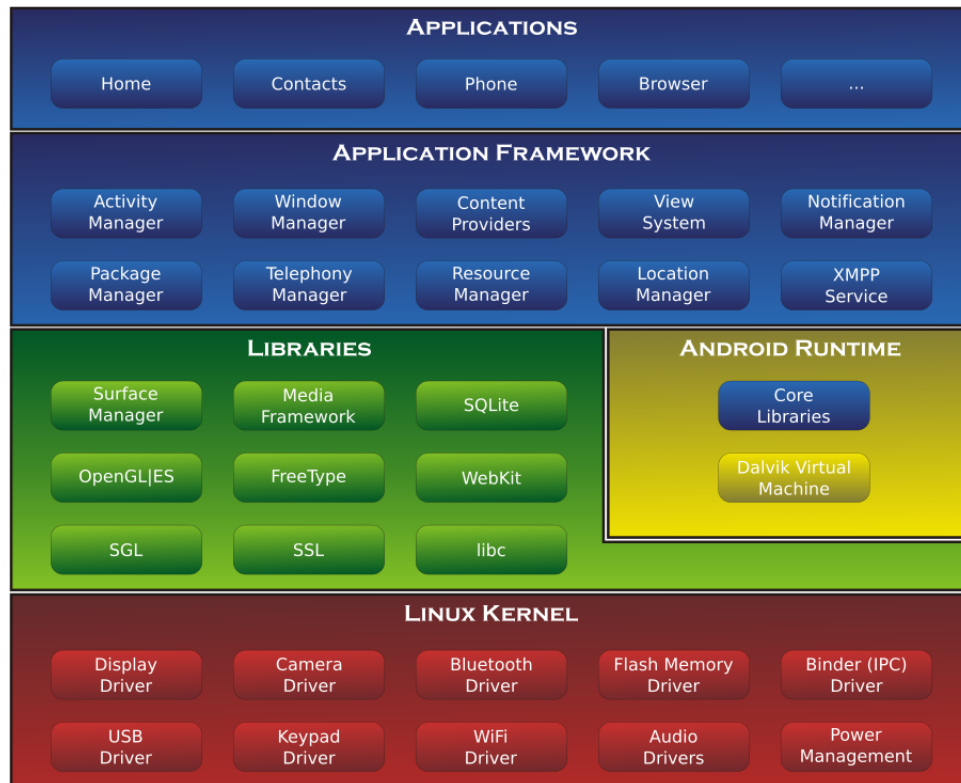 APPLICATIONS
Home
Contacts
Phone
Browser
...
APPLICATION FRAMEWORK
Activity
Manager
Window
Manager
Content
Providers
View
System
Notification
Manager
Package
Manager
Telephony
Manager
Resource
Manager
Location
Manager
XMPP
Service
LIBRARIES
Surface
Manager
Media
Framework
SQLite
OpenGL|ES
FreeType
WebKit
SGL
SSL
libc
ANDROID RUNTIME
Core
Libraries
Dalvik Virtual
Machine
LINUX KERNEL
Display
Driver
Camera
Driver
Bluetooth
Driver
Flash Memory
Driver
Binder (IPC)
Driver
USB
Driver
Keypad
Driver
WiFi
Driver
Audio
Drivers
Power
Management